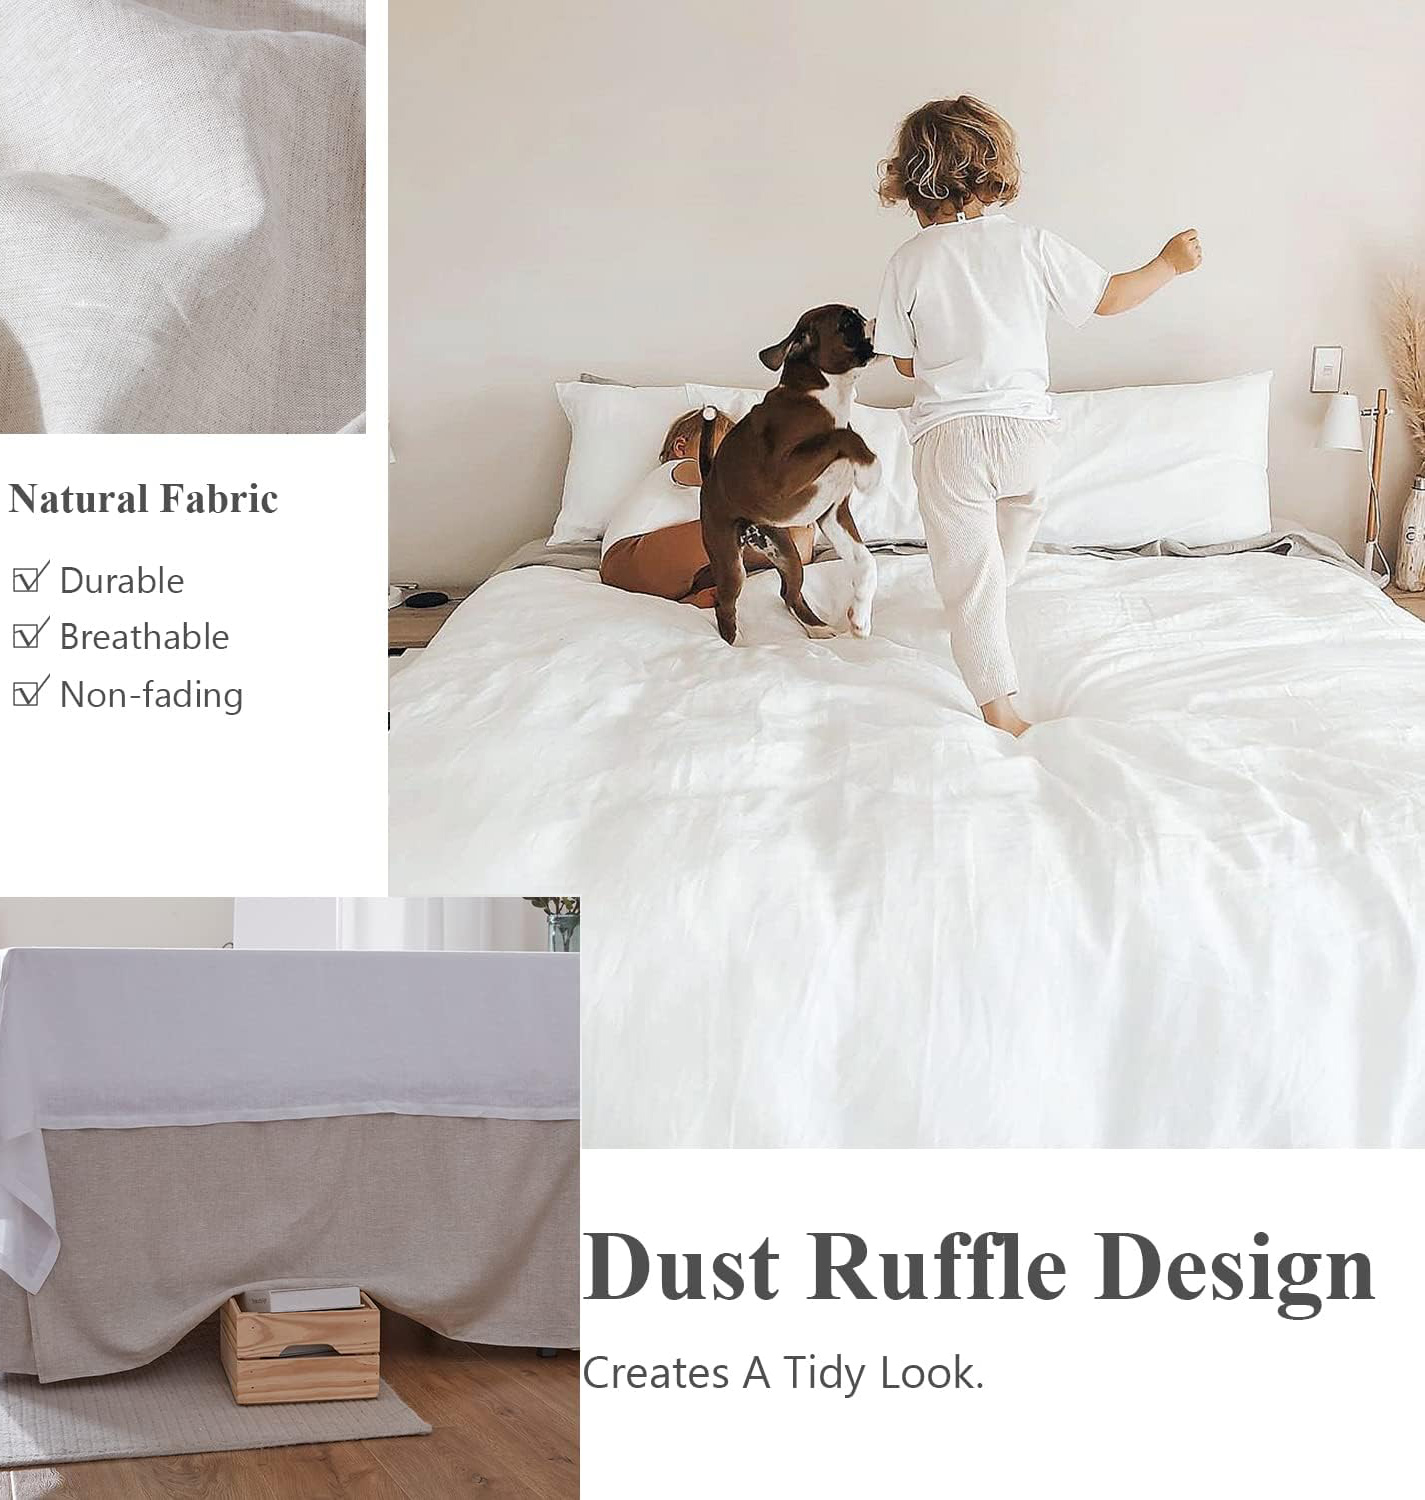 Natural Fabric
Durable
Breathable
Non-fading
Dust Ruffle Design
Creates A Tidy Look.